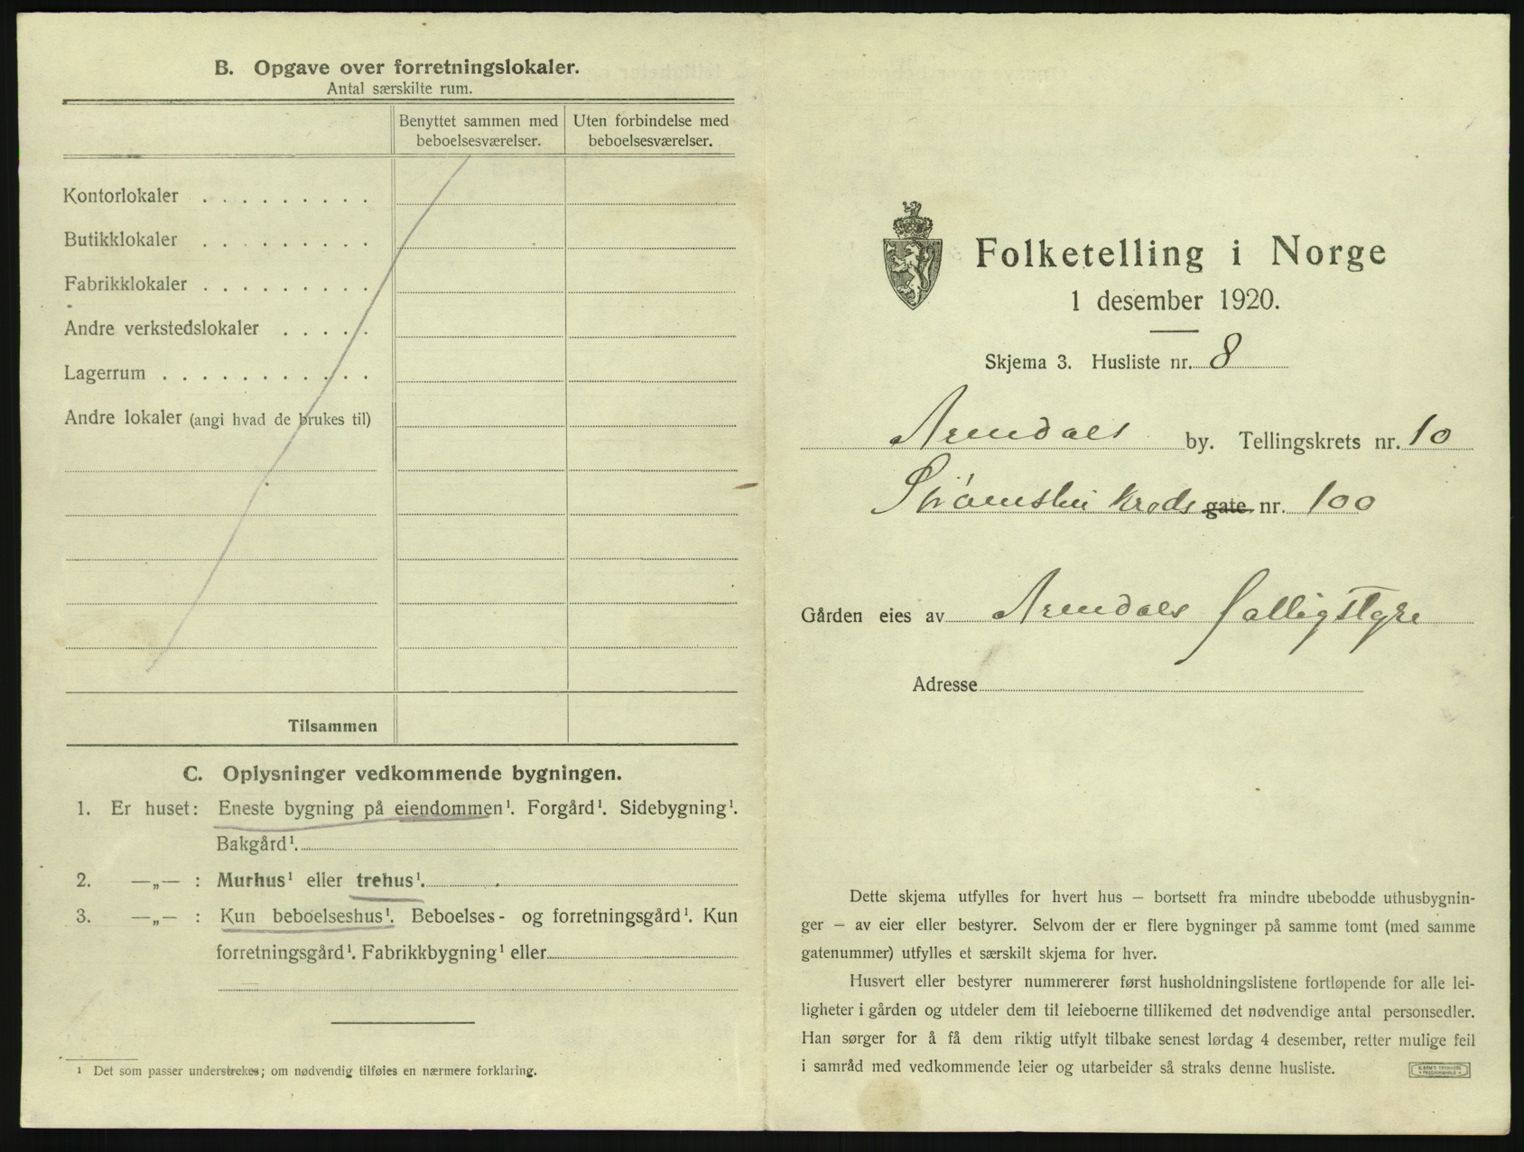 B. Opgave over forretningslokaler.
Antal særskilte rum.
Benyttet sammen med beboelsesværelser.
Uten forbindelse med beboelsesværelser.
Kontorlokaler . . . . . . . . .
Butikklokaler . . . . . . . . .
Fabrikklokaler . . . . . . . . .
Andre verkstedslokaler . . . . .
Lagerrum . . . . . . . . . . .
Andre lokaler (angi hvad de brukes til)
Tilsammen
C. Oplysninger vedkommende bygningen.
1. Er huset: Eneste bygning på eiendommen¹. Forgård¹. Sidebygning¹.
Bakgård¹.
2. —„— : Murhus¹ eller trehus¹.
3. —„— : Kun beboelseshus¹. Beboelses- og forretningsgård¹. Kun
forretningsgård¹. Fabrikkbygning¹ eller
¹ Det som passer understrekes; om nødvendig tilføies en nærmere forklaring.
Folketelling i Norge
1 desember 1920.
Skjema 3. Husliste nr. 8
Arendals by. Tellingskrets nr. 10
Strømsbu kreds gate nr. 100
Gården eies av Arendals fattigstyre
Adresse
Dette skjema utfylles for hvert hus – bortsett fra mindre ubebodde uthusbygnin-
ger – av eier eller bestyrer. Selvom der er flere bygninger på samme tomt (med samme
gatenummer) utfylles et særskilt skjema for hver.
Husvert eller bestyrer nummererer først husholdningslistene fortløpende for alle lei-
ligheter i gården og utdeler dem til leieboerne tillikemed det nødvendige antal personsedler.
Han sørger for å få dem riktig utfylt tilbake senest lørdag 4 desember, retter mulige feil
i samråd med vedkommende leier og utarbeider så straks denne husliste.